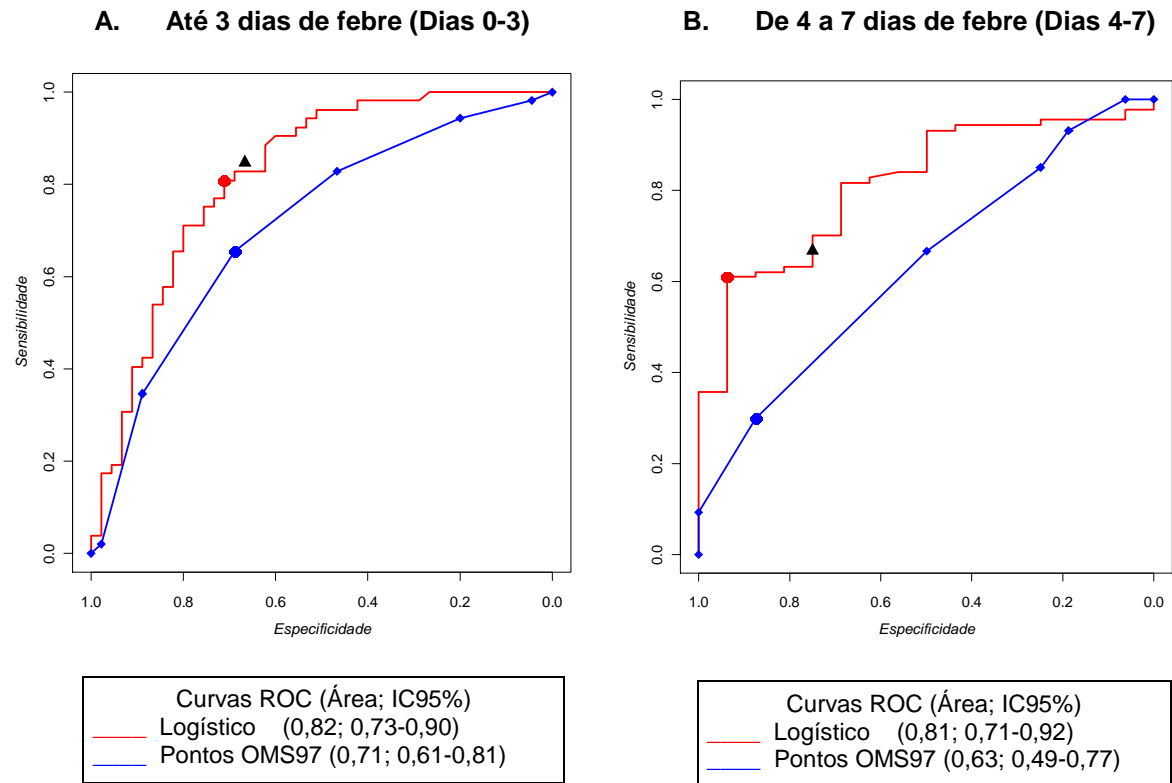 A. Até 3 dias de febre (Dias 0-3)
1.0
0.8
0.6
0.4
0.2
0.0
Sensibilidade
1.0 0.8 0.6 0.4 0.2 0.0
Especificidade
Curvas ROC (Área; IC95%)
Logístico (0,82; 0,73-0,90)
Pontos OMS97 (0,71; 0,61-0,81)
B. De 4 a 7 dias de febre (Dias 4-7)
1.0
0.8
0.6
0.4
0.2
0.0
Sensibilidade
1.0 0.8 0.6 0.4 0.2 0.0
Especificidade
Curvas ROC (Área; IC95%)
Logístico (0,81; 0,71-0,92)
Pontos OMS97 (0,63; 0,49-0,77)